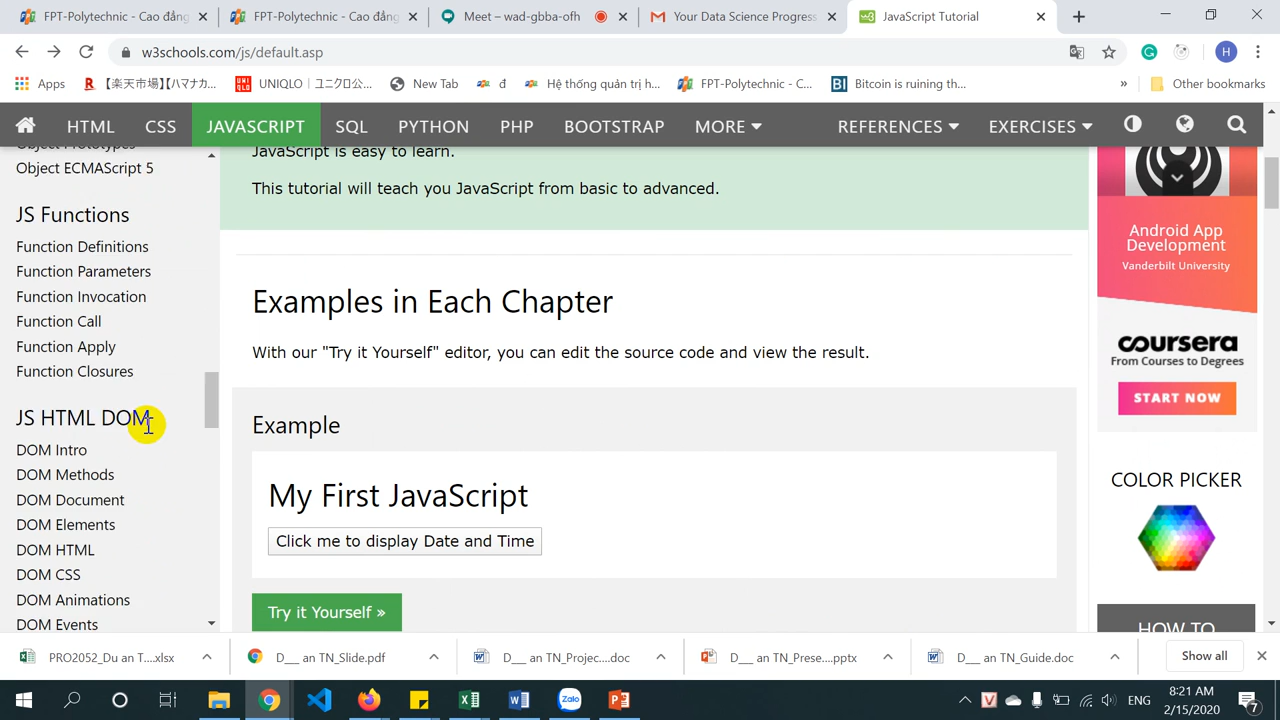 FPT-Polytechnic - Cao đẳng
FPT-Polytechnic - Cao đẳng
Meet – wad-gbba-ofh
Your Data Science Progress
JavaScript Tutorial
w3schools.com/js/default.asp
H
Apps
【楽天市場】【ハマナカ...
UNIQLO｜ユニクロ公...
New Tab
đ
Hệ thống quản trị h...
FPT-Polytechnic - C...
Bitcoin is ruining th...
»
Other bookmarks
HTML
CSS
JAVASCRIPT
SQL
PYTHON
PHP
BOOTSTRAP
MORE
REFERENCES
EXERCISES
Object Prototypes
Object ECMAScript 5
JS Functions
Function Definitions
Function Parameters
Function Invocation
Function Call
Function Apply
Function Closures
JS HTML DOM
DOM Intro
DOM Methods
DOM Document
DOM Elements
DOM HTML
DOM CSS
DOM Animations
DOM Events
JavaScript is easy to learn.
This tutorial will teach you JavaScript from basic to advanced.
Examples in Each Chapter
With our "Try it Yourself" editor, you can edit the source code and view the result.
Example
My First JavaScript
Click me to display Date and Time
Try it Yourself »
Android App
Development
Vanderbilt University
coursera
From Courses to Degrees
START NOW
COLOR PICKER
HOW TO
PRO2052_Du an T....xlsx
D___ an TN_Slide.pdf
D___ an TN_Projec....doc
D___ an TN_Prese....pptx
D___ an TN_Guide.doc
Show all
ENG
8:21 AM
2/15/2020
7